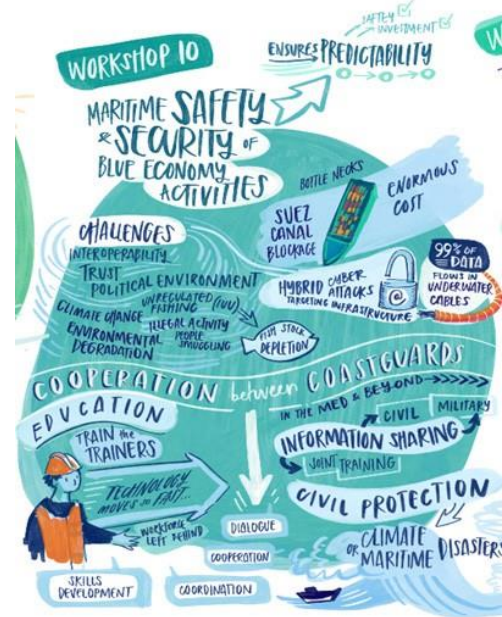 SAFTEY
INVESTMENT
WORKSHOP 10
ENSURES PREDICTABILITY
MARITIME SAFETY
& SECURITY OF
BLUE ECONOMY
ACTIVITIES
BOTTLE NECKS
ENORMOUS
COST
SUEZ
CANAL
BLOCKAGE
CHALLENGES
INTEROPERABILITY
TRUST
POLITICAL ENVIRONMENT
UNREGULATED (IUU)
FISHING
CLIMATE CHANGE
ILLEGAL ACTIVITY
ENVIRONMENTAL
DEGRADATION
PEOPLE
SMUGGLING
FISH STOCK
DEPLETION
HYBRID CYBER
ATTACKS
TARGETING INFRASTRUCTURE
99% OF
DATA
FLOWS IN
UNDERWATER
CABLES
COOPERATION between COASTGUARDS
IN THE MED & BEYOND
EDUCATION
TRAIN the
TRAINERS
TECHNOLOGY
MOVES SO FAST...
WORKFORCE
LEFT BEHIND
CIVIL
MILITARY
INFORMATION SHARING
JOINT TRAINING
CIVIL PROTECTION
CLIMATE
OR MARITIME DISASTERS
DIALOGUE
COOPERATION
COORDINATION
SKILLS
DEVELOPMENT